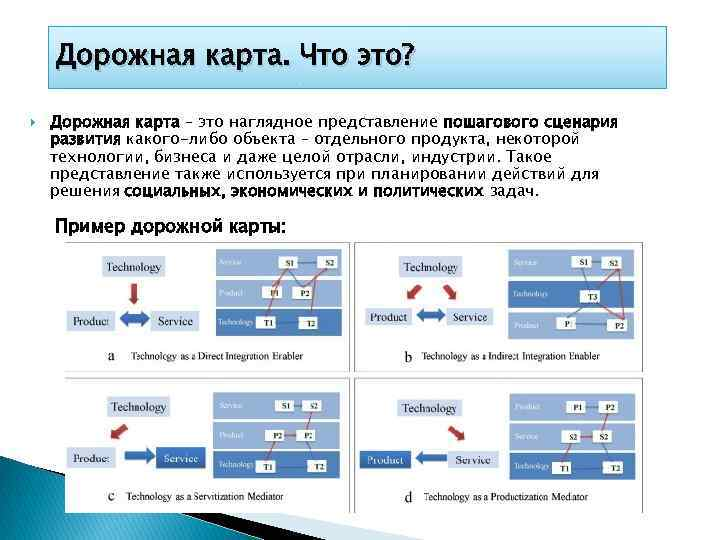 Дорожная карта. Что это?
Дорожная карта – это наглядное представление пошагового сценария
развития какого-либо объекта – отдельного продукта, некоторой
технологии, бизнеса и даже целой отрасли, индустрии. Такое
представление также используется при планировании действий для
решения социальных, экономических и политических задач.
Пример дорожной карты:
Technology
Product Service
Service S1 S2
Product P1 P2
Technology T1 T2
a Technology as a Direct Integration Enabler
Technology
Product Service
Service S1 S2
Technology T3
Product P1 P2
b Technology as a Indirect Integration Enabler
Technology
Product Service
Service S1 S2
Product P2 P2
Technology T1 T2
c Technology as a Servitization Mediator
Technology
Product Service
Product P1 P2
Service S2 S2
Technology T1 T2
d Technology as a Productization Mediator